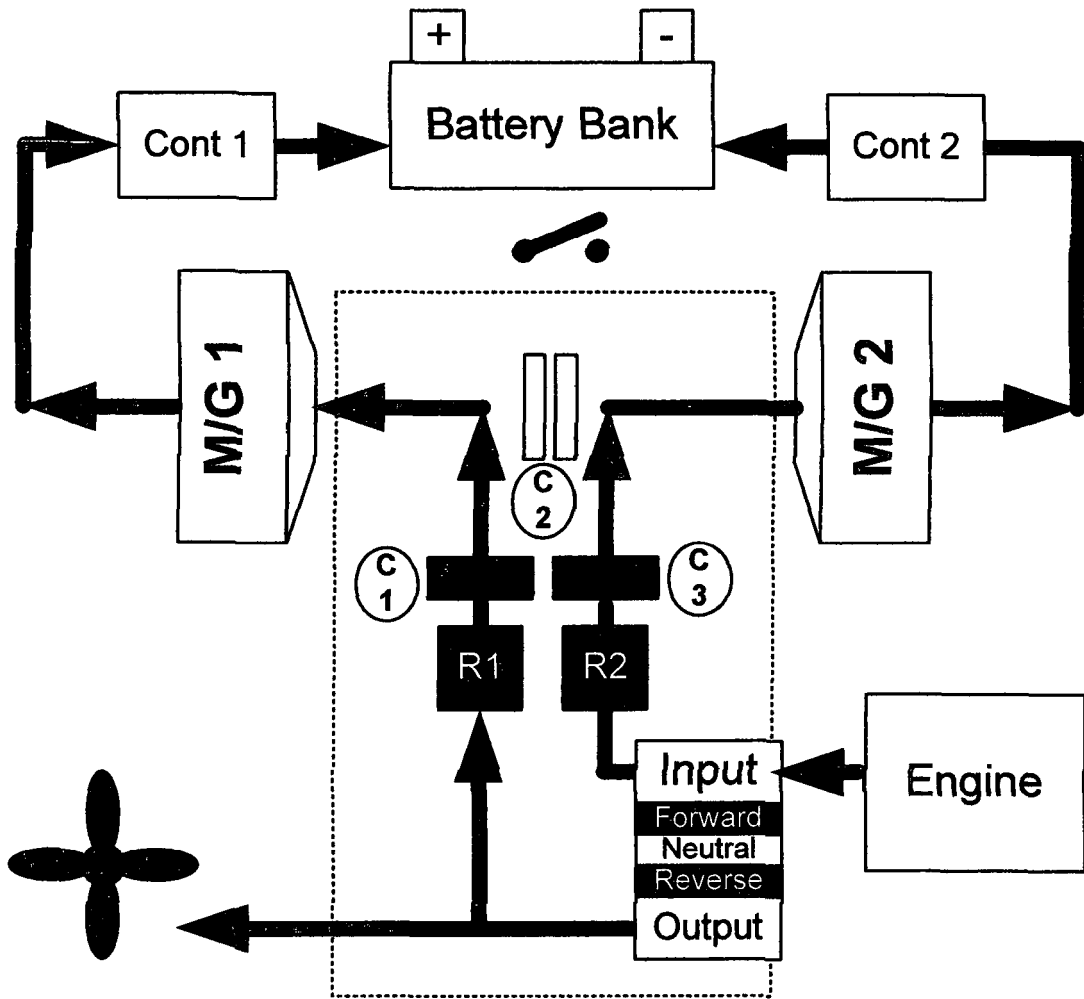 + -
Battery Bank
Cont 1
Cont 2
M/G 1
M/G 2
C
2
C
1
C
3
R1
R2
Input
Forward
Neutral
Reverse
Output
Engine